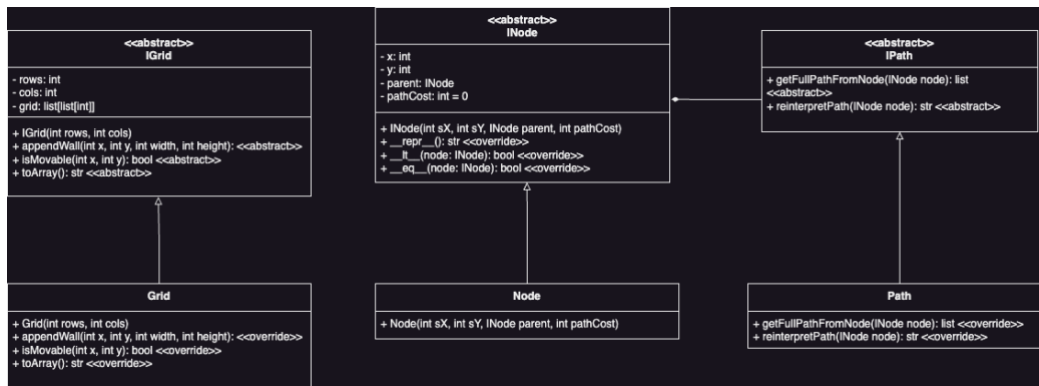 <<abstract>>
IGrid
- rows: int
- cols: int
- grid: list[list[int]]
+ IGrid(int rows, int cols)
+ appendWall(int x, int y, int width, int height): <<abstract>>
+ isMovable(int x, int y): bool <<abstract>>
+ toArray(): str <<abstract>>
<<abstract>>
INode
- x: int
- y: int
- parent: INode
- pathCost: int = 0
+ INode(int sX, int sY, INode parent, int pathCost)
+ __repr__(): str <<override>>
+ __lt__(node: INode): bool <<override>>
+ __eq__(node: INode): bool <<override>>
<<abstract>>
IPath
+ getFullPathFromNode(INode node): list
<<abstract>>
+ reinterpretPath(INode node): str <<abstract>>
Grid
+ Grid(int rows, int cols)
+ appendWall(int x, int y, int width, int height): <<override>>
+ isMovable(int x, int y): bool <<override>>
+ toArray(): str <<override>>
Node
+ Node(int sX, int sY, INode parent, int pathCost)
Path
+ getFullPathFromNode(INode node): list <<override>>
+ reinterpretPath(INode node): str <<override>>